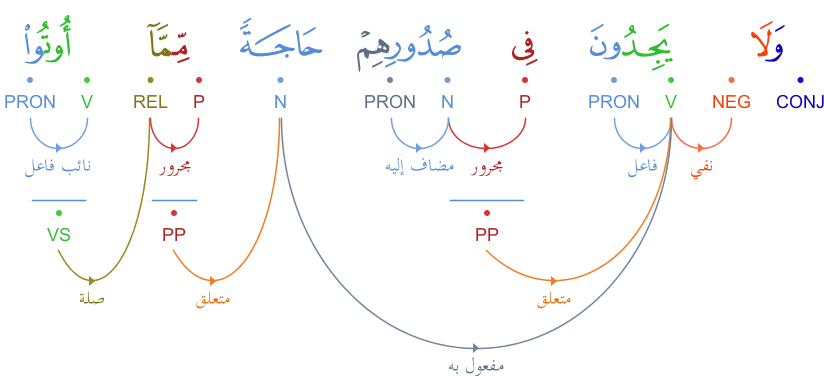 وَلَا يَجِدُونَ فِى صُدُورِهِمْ حَاجَةً مِّمَّآ أُوتُوا۟
PRON V REL P N PRON N P PRON V NEG CONJ
نائب فاعل مجرور مضاف إليه مجرور فاعل نفي
VS PP PP
صلة متعلق متعلق
مفعول به